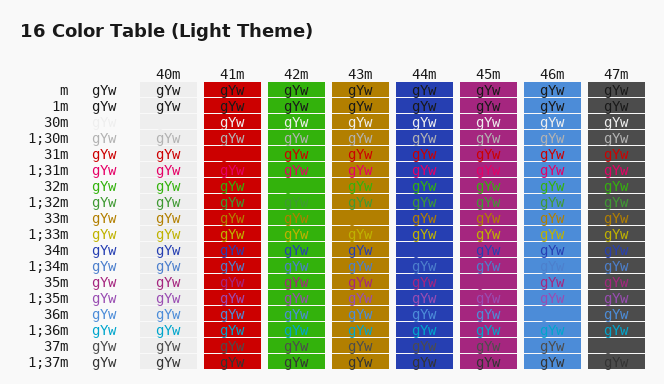 16 Color Table (Light Theme)
40m 41m 42m 43m 44m 45m 46m 47m
m gYw gYw gYw gYw gYw gYw gYw gYw gYw
1m gYw gYw gYw gYw gYw gYw gYw gYw gYw
30m gYw gYw gYw gYw gYw gYw gYw gYw
1;30m gYw gYw gYw gYw gYw gYw gYw gYw gYw
31m gYw gYw gYw gYw gYw gYw gYw gYw
1;31m gYw gYw gYw gYw gYw gYw gYw gYw gYw
32m gYw gYw gYw gYw gYw gYw gYw gYw
1;32m gYw gYw gYw gYw gYw gYw gYw gYw gYw
33m gYw gYw gYw gYw gYw gYw gYw gYw
1;33m gYw gYw gYw gYw gYw gYw gYw gYw gYw
34m gYw gYw gYw gYw gYw gYw gYw gYw
1;34m gYw gYw gYw gYw gYw gYw gYw gYw gYw
35m gYw gYw gYw gYw gYw gYw gYw gYw
1;35m gYw gYw gYw gYw gYw gYw gYw gYw gYw
36m gYw gYw gYw gYw gYw gYw gYw gYw
1;36m gYw gYw gYw gYw gYw gYw gYw gYw gYw
37m gYw gYw gYw gYw gYw gYw gYw gYw
1;37m gYw gYw gYw gYw gYw gYw gYw gYw gYw